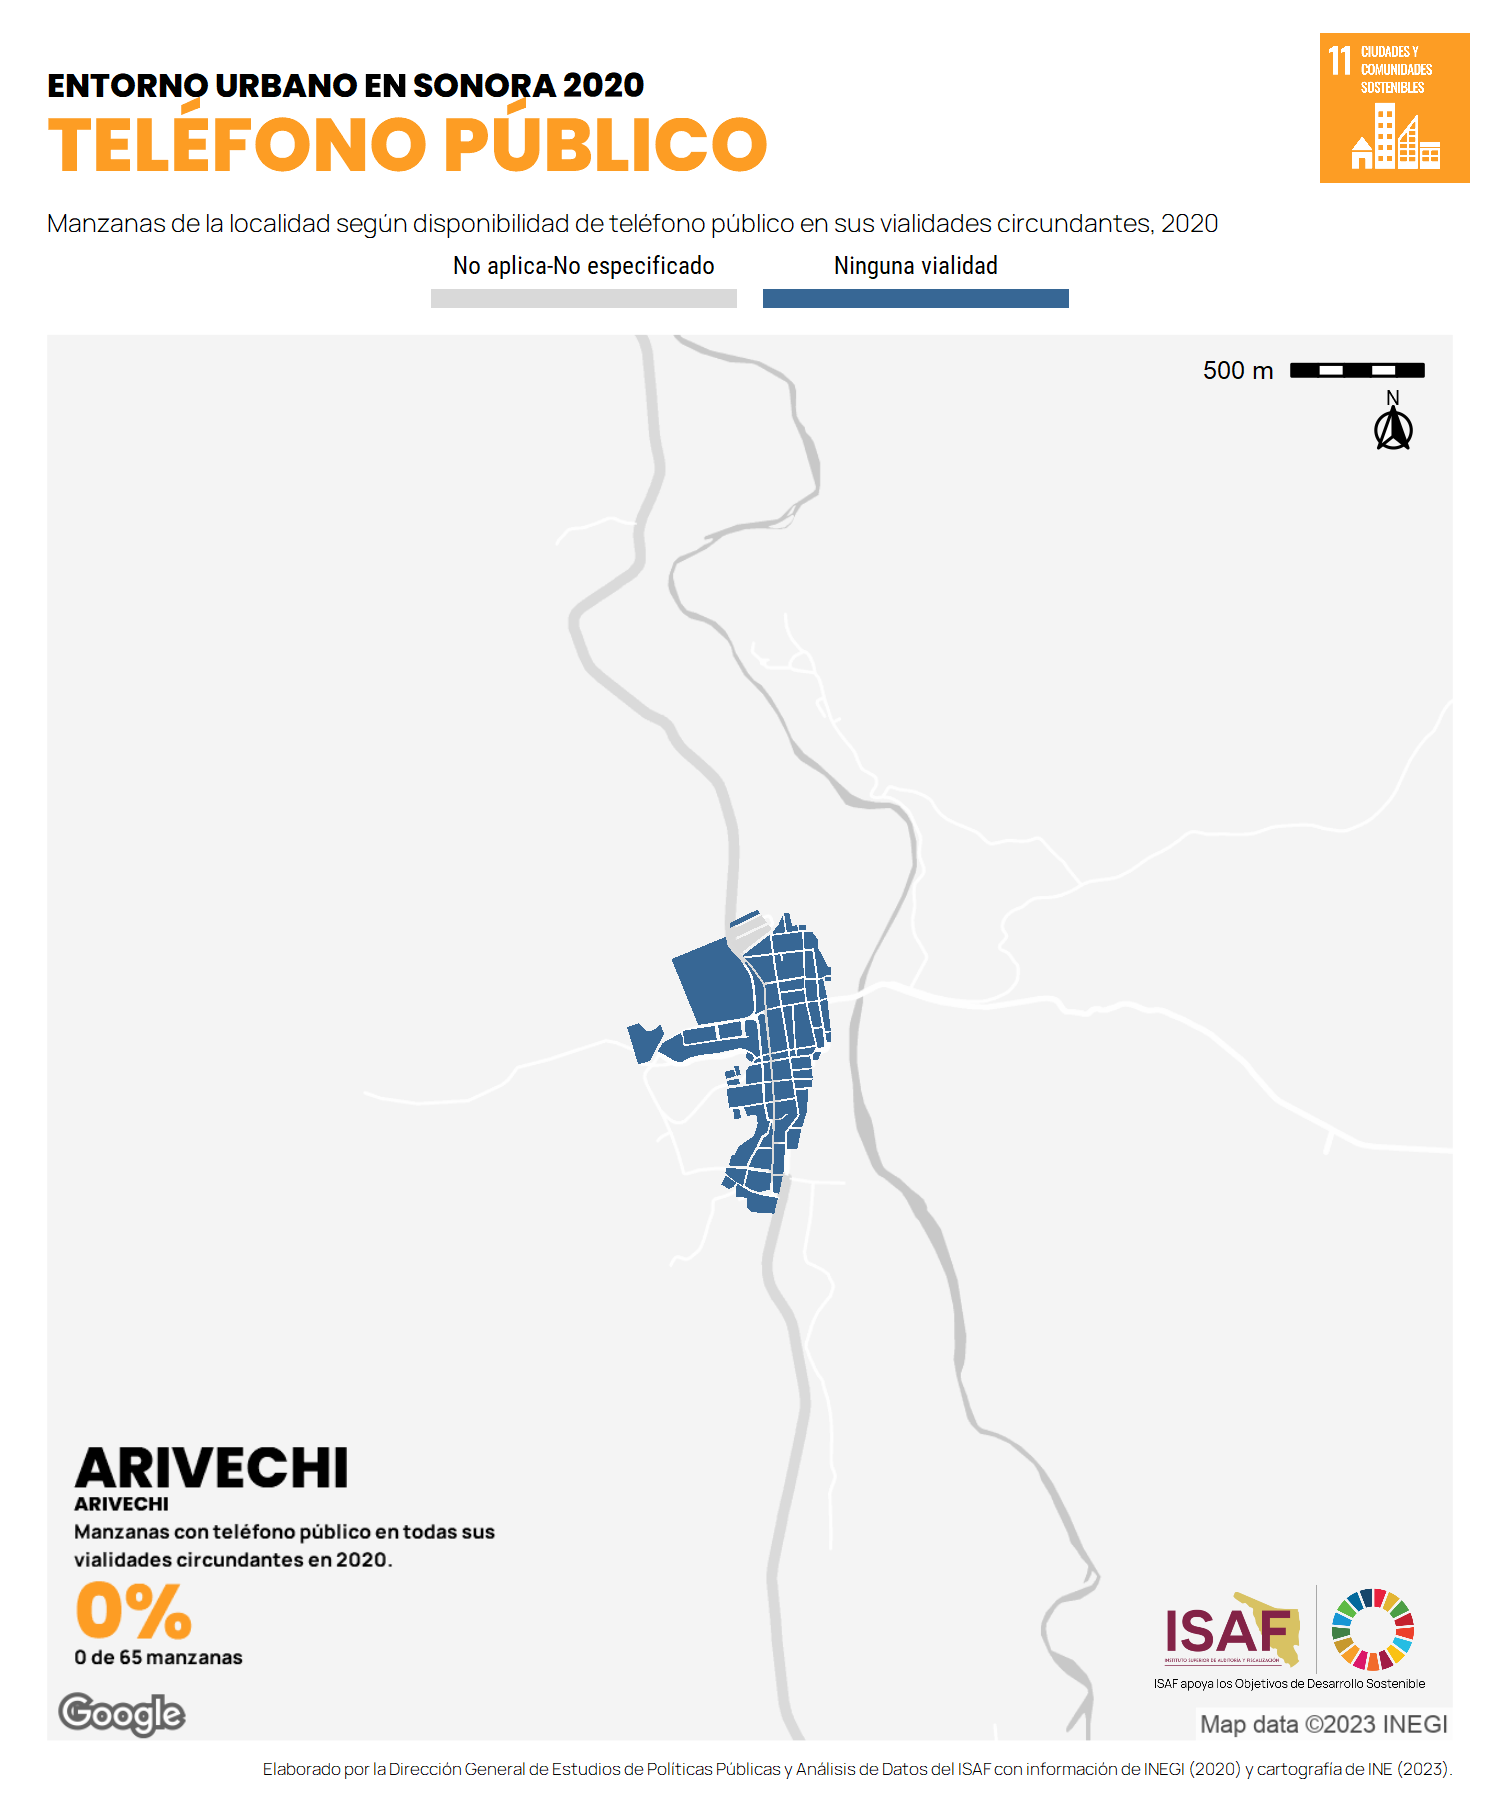 ENTORNO URBANO EN SONORA 2020
TELÉFONO PÚBLICO
11 CIUDADES Y
COMUNIDADES
SOSTENIBLES
Manzanas de la localidad según disponibilidad de teléfono público en sus vialidades circundantes, 2020
No aplica-No especificado
Ninguna vialidad
500 m
N
ARIVECHI
ARIVECHI
Manzanas con teléfono público en todas sus
vialidades circundantes en 2020.
0%
0 de 65 manzanas
Google
ISAF
INSTITUTO SUPERIOR DE AUDITORÍA Y FISCALIZACIÓN
ISAF apoya los Objetivos de Desarrollo Sostenible
Map data ©2023 INEGI
Elaborado por la Dirección General de Estudios de Políticas Públicas y Análisis de Datos del ISAF con información de INEGI (2020) y cartografía de INE (2023).